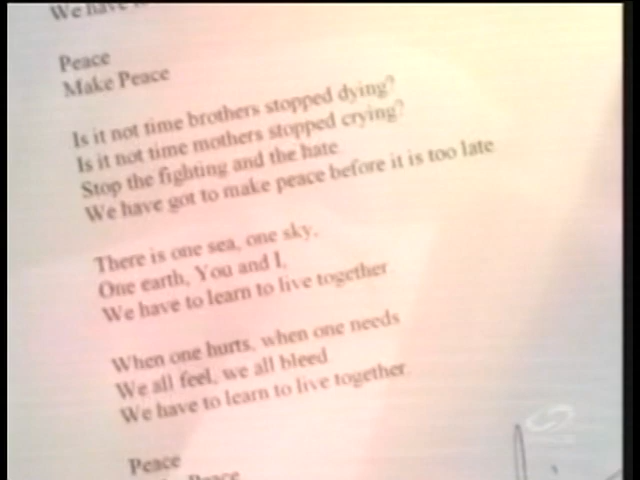 We have
Peace
Make Peace
Is it not time brothers stopped dying?
Is it not time mothers stopped crying?
Stop the fighting and the hate
We have got to make peace before it is too late
There is one sea, one sky,
One earth, You and I,
We have to learn to live together
When one hurts, when one needs
We all feel, we all bleed
We have to learn to live together
Peace
Peace